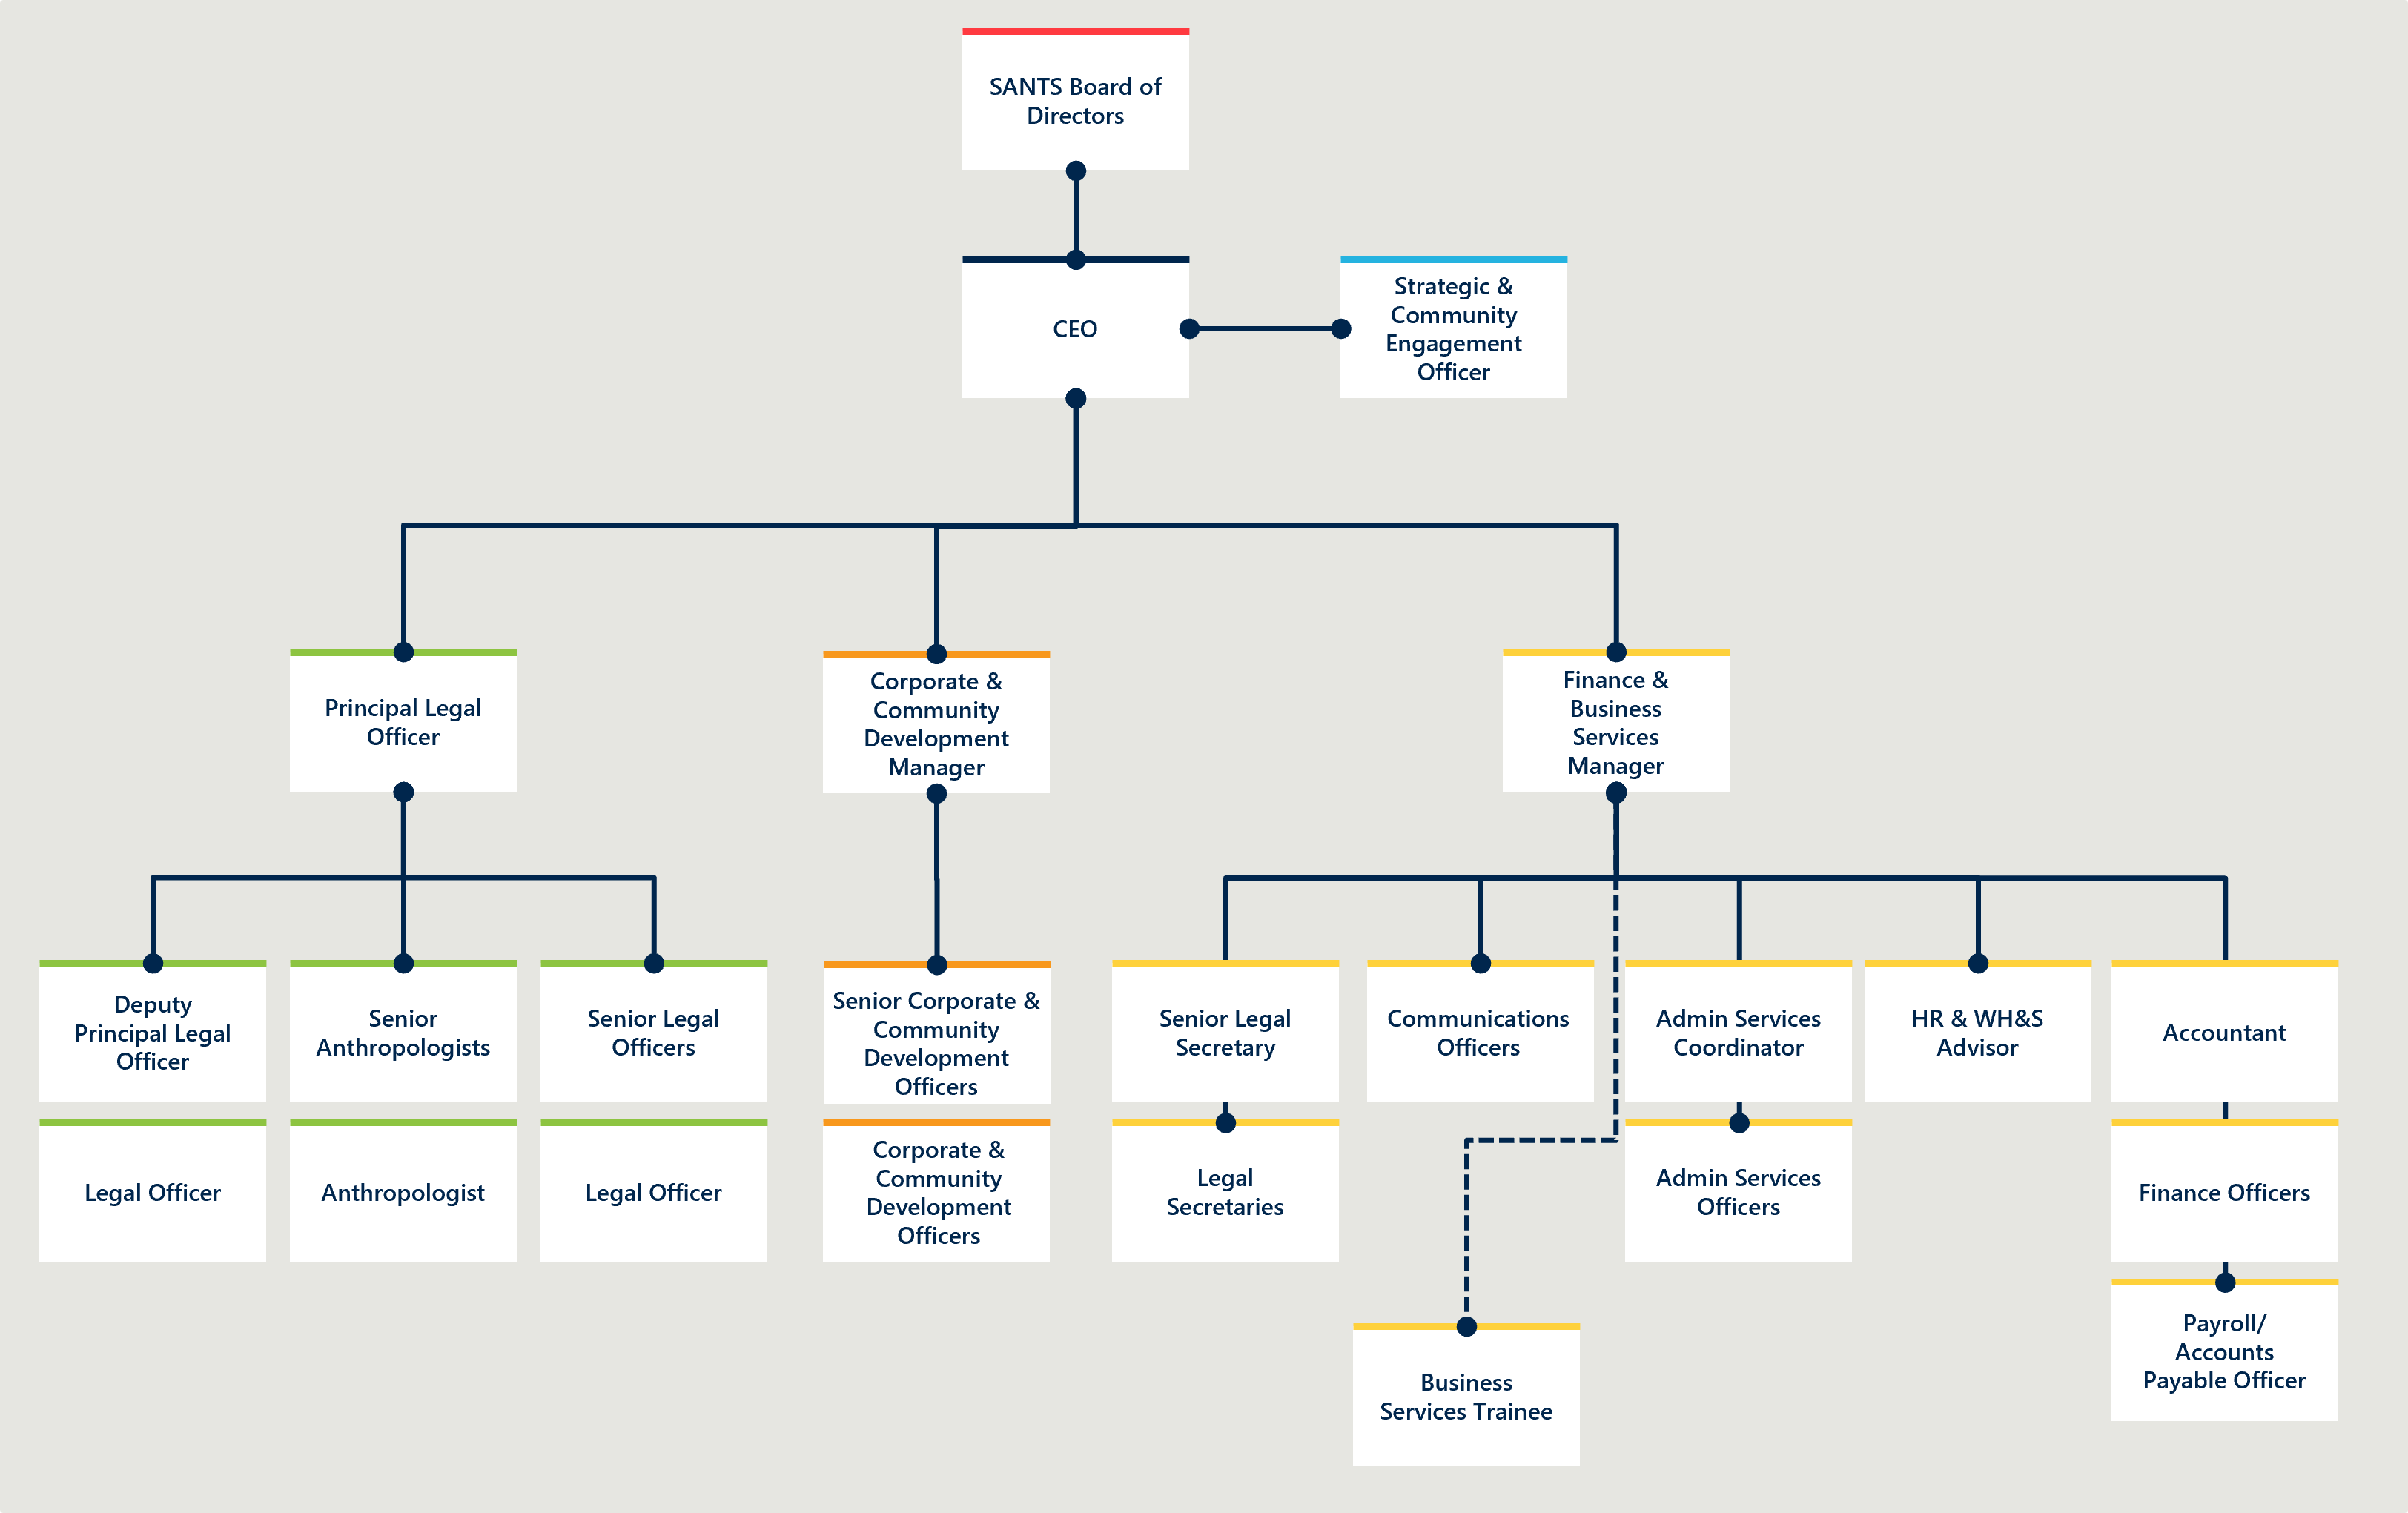 SANTS Board of
Directors
CEO
Strategic &
Community
Engagement
Officer
Principal Legal
Officer
Corporate &
Community
Development
Manager
Finance &
Business
Services
Manager
Deputy
Principal Legal
Officer
Senior
Anthropologists
Senior Legal
Officers
Senior Corporate &
Community
Development
Officers
Senior Legal
Secretary
Communications
Officers
Admin Services
Coordinator
HR & WH&S
Advisor
Accountant
Legal Officer
Anthropologist
Legal Officer
Corporate &
Community
Development
Officers
Legal
Secretaries
Admin Services
Officers
Finance Officers
Business
Services Trainee
Payroll/
Accounts
Payable Officer